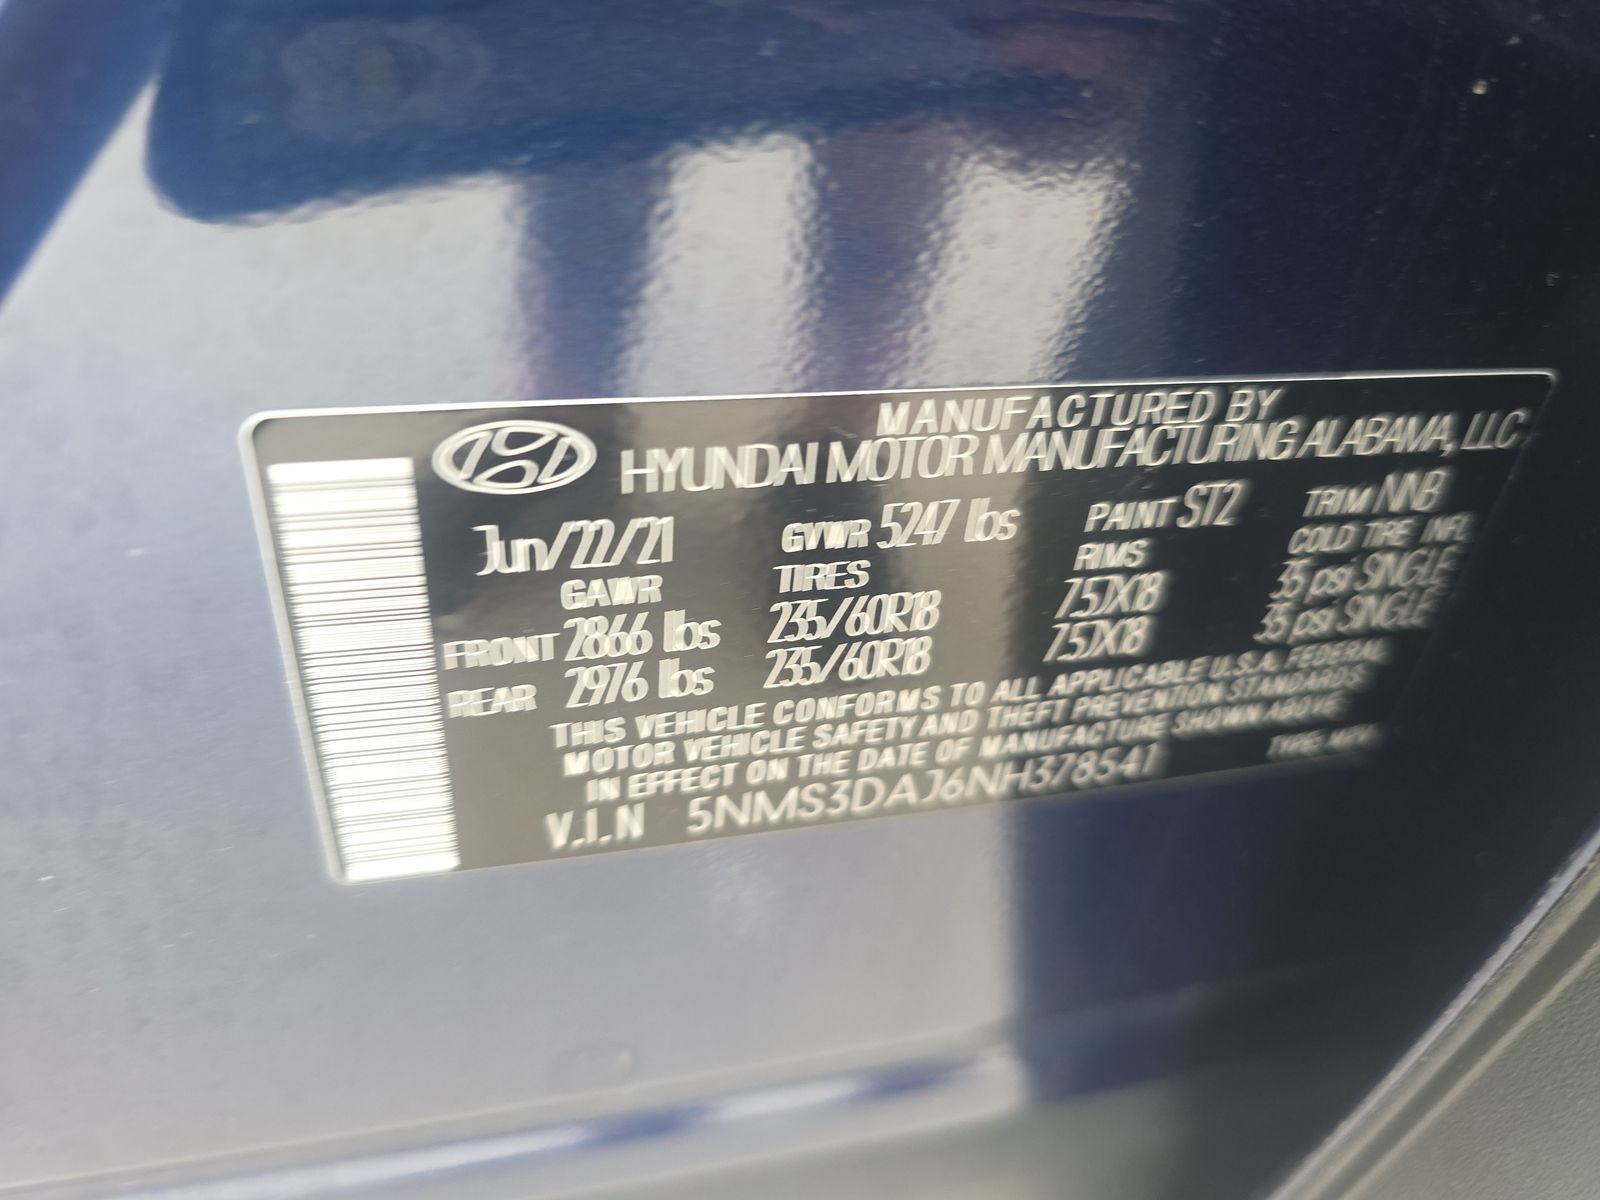 MANUFACTURED BY
HYUNDAI MOTOR MANUFACTURING ALABAMA, LLC
Jun/22/21 GVWR 5247 lbs PAINT ST2 TRIM NNB
GAWR TIRES RIMS COLD TIRE INFL
FRONT 2866 lbs 235/60R18 7.5JX18 35 psi SINGLE
REAR 2976 lbs 235/60R18 7.5JX18 35 psi SINGLE
THIS VEHICLE CONFORMS TO ALL APPLICABLE U.S.A. FEDERAL
MOTOR VEHICLE SAFETY AND THEFT PREVENTION STANDARDS
IN EFFECT ON THE DATE OF MANUFACTURE SHOWN ABOVE
V.I.N 5NMS3DAJ6NH378541 TYPE: MPV